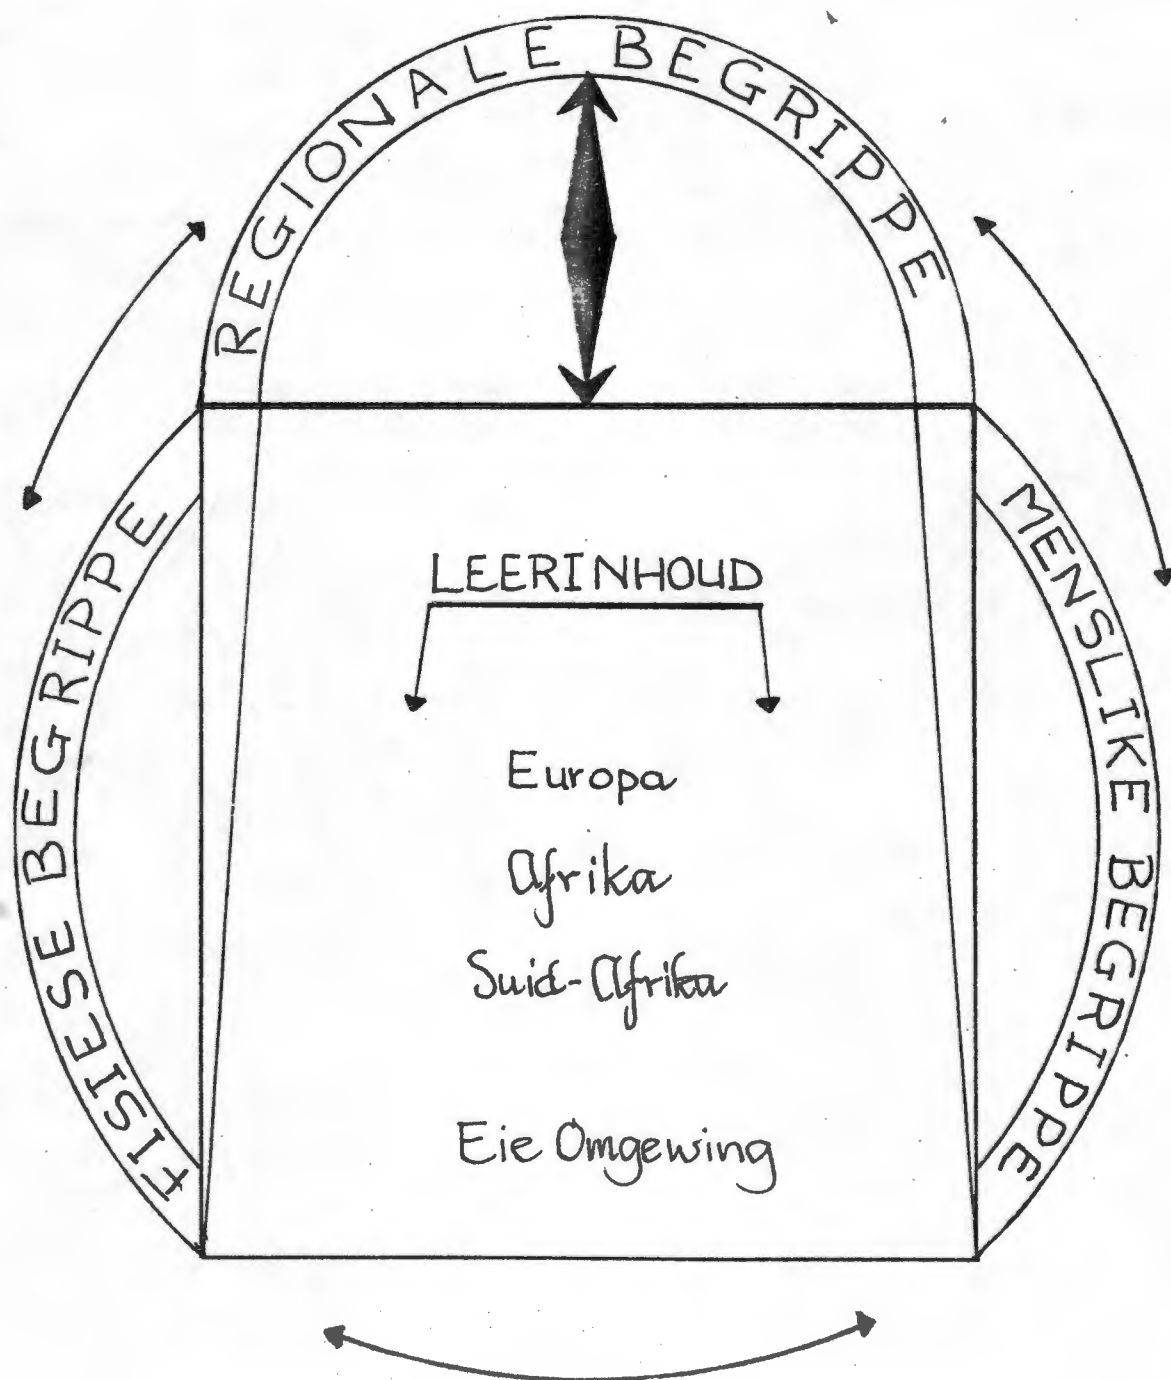 REGIONALE BEGRIPPE
FISIESE BEGRIPPE
MENSLIKE BEGRIPPE
LEERINHOUD
Europa
Afrika
Suid-Afrika
Eie Omgewing